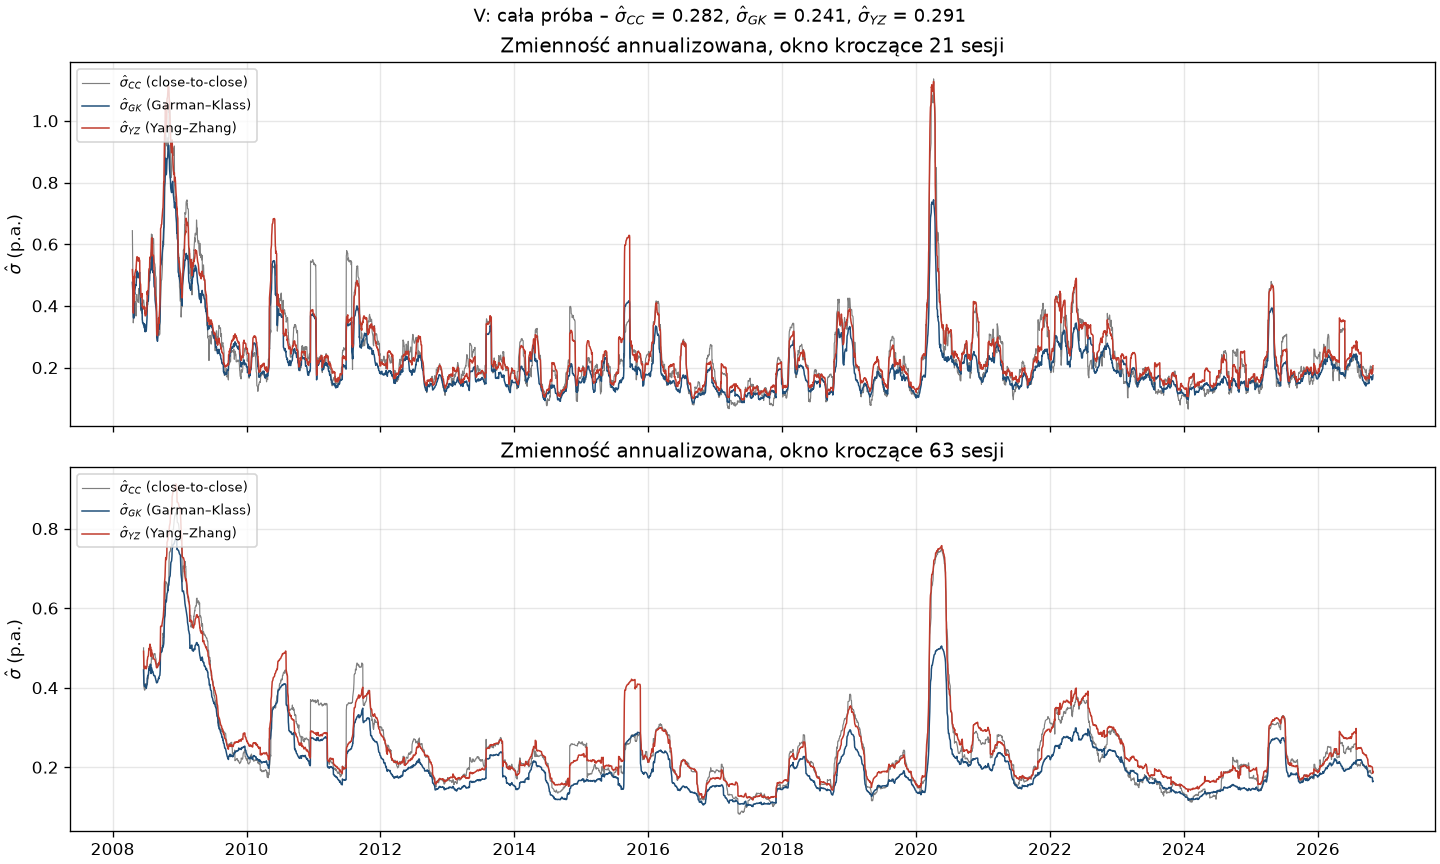 V: cała próba – σ̂CC = 0.282, σ̂GK = 0.241, σ̂YZ = 0.291
Zmienność annualizowana, okno kroczące 21 sesji
σ̂CC (close-to-close)
σ̂GK (Garman–Klass)
σ̂YZ (Yang–Zhang)
σ̂ (p.a.)
1.0
0.8
0.6
0.4
0.2
Zmienność annualizowana, okno kroczące 63 sesji
σ̂CC (close-to-close)
σ̂GK (Garman–Klass)
σ̂YZ (Yang–Zhang)
σ̂ (p.a.)
0.8
0.6
0.4
0.2
2008 2010 2012 2014 2016 2018 2020 2022 2024 2026